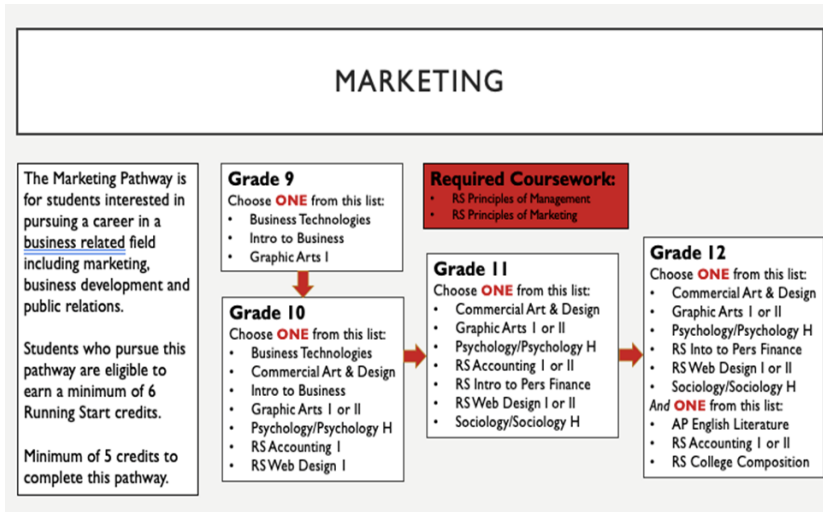 MARKETING
The Marketing Pathway is
for students interested in
pursuing a career in a
business related field
including marketing,
business development and
public relations.
Students who pursue this
pathway are eligible to
earn a minimum of 6
Running Start credits.
Minimum of 5 credits to
complete this pathway.
Grade 9
Choose ONE from this list:
• Business Technologies
• Intro to Business
• Graphic Arts I
Grade 10
Choose ONE from this list:
• Business Technologies
• Commercial Art & Design
• Intro to Business
• Graphic Arts I or II
• Psychology/Psychology H
• RS Accounting I
• RS Web Design I
Required Coursework:
• RS Principles of Management
• RS Principles of Marketing
Grade 11
Choose ONE from this list:
• Commercial Art & Design
• Graphic Arts I or II
• Psychology/Psychology H
• RS Accounting I or II
• RS Intro to Pers Finance
• RS Web Design I or II
• Sociology/Sociology H
Grade 12
Choose ONE from this list:
• Commercial Art & Design
• Graphic Arts I or II
• Psychology/Psychology H
• RS Into to Pers Finance
• RS Web Design I or II
• Sociology/Sociology H
And ONE from this list:
• AP English Literature
• RS Accounting I or II
• RS College Composition